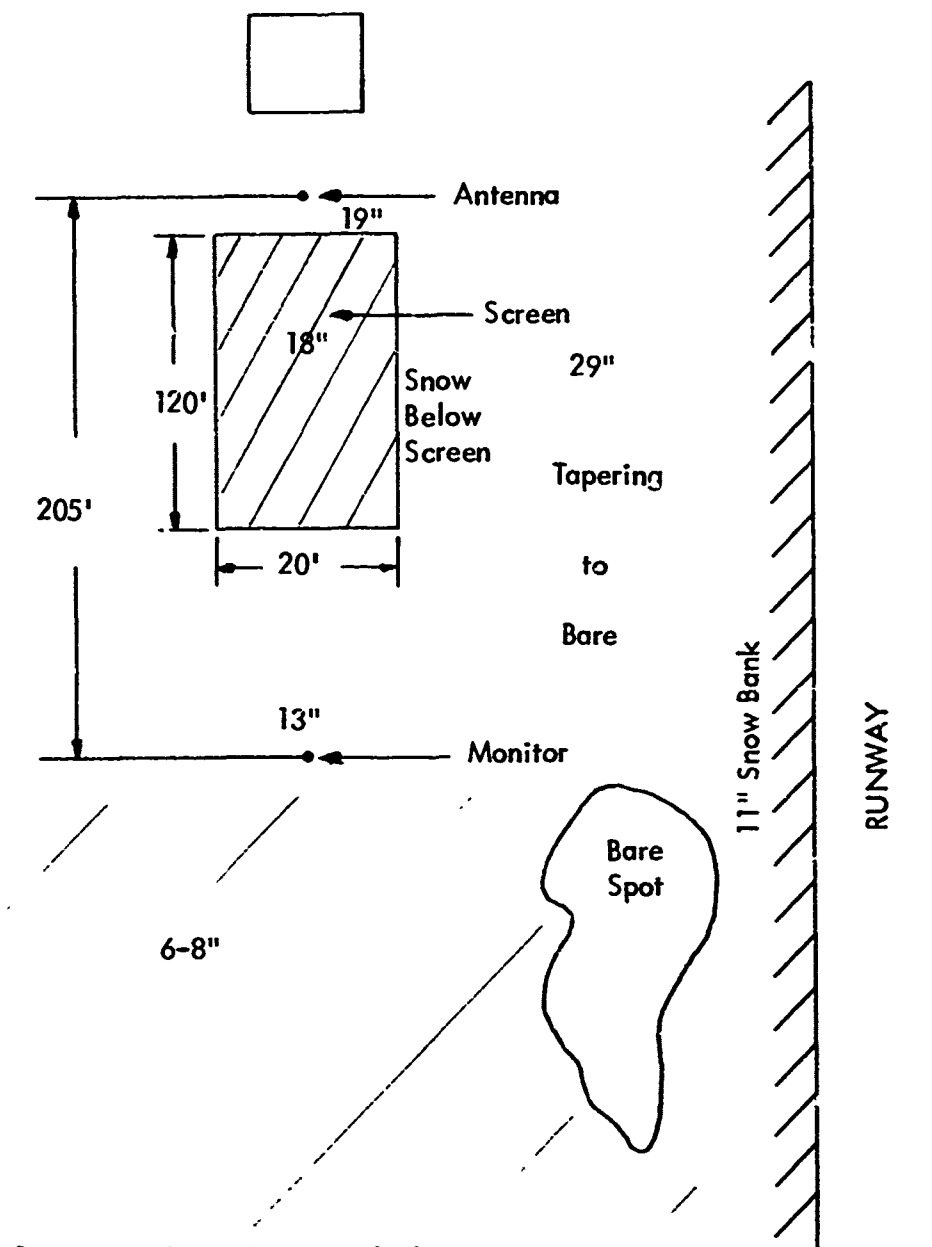 Antenna
19"
Screen
18"
29"
Snow
Below
Screen
120'
Tapering
205'
20'
to
Bare
11" Snow Bank
RUNWAY
13"
Monitor
Bare
Spot
6-8"